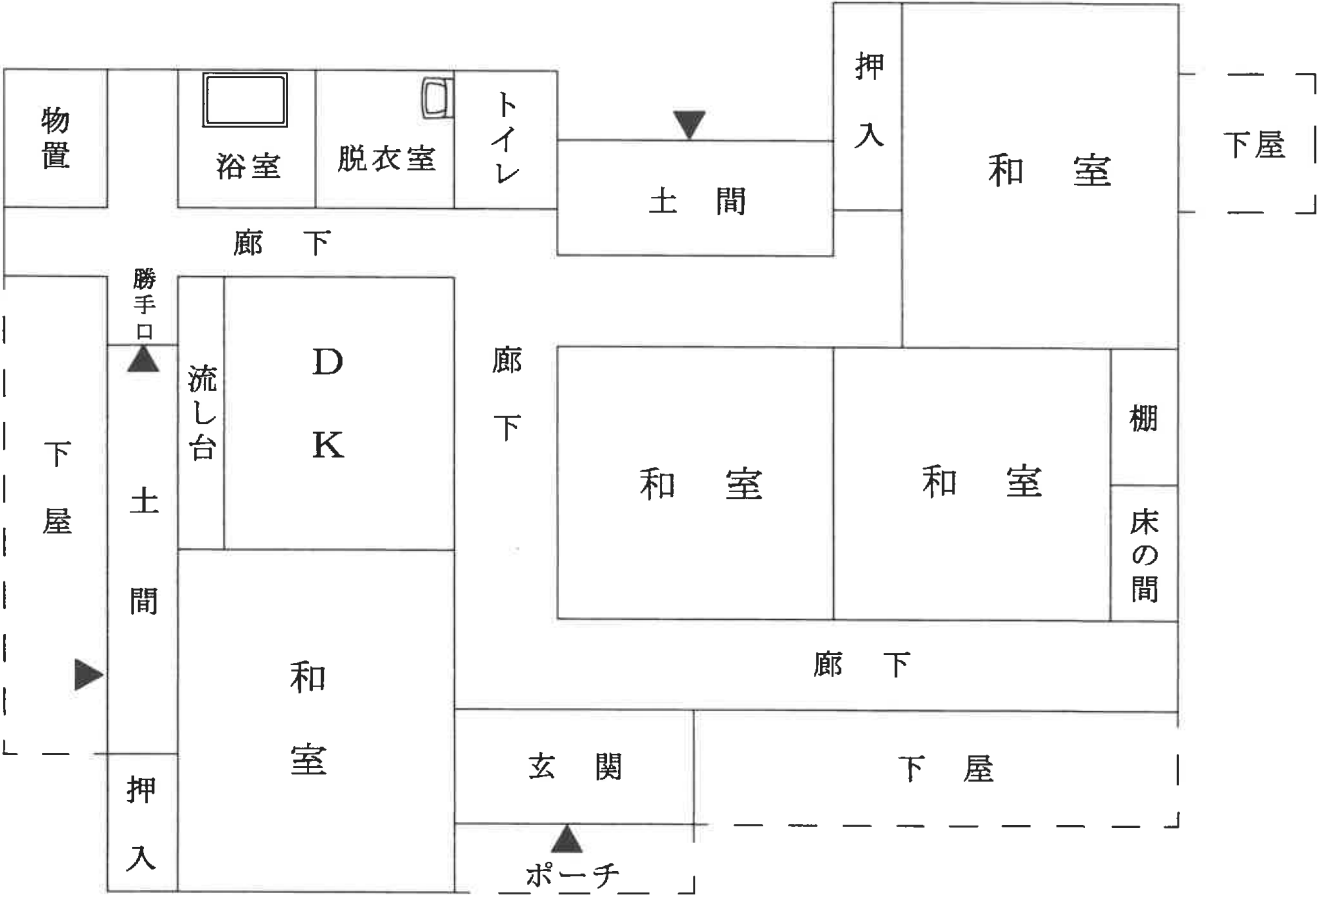 押入
和室
下屋
物置
浴室
脱衣室
トイレ
土間
廊下
勝手口
流し台
DK
廊下
和室
和室
棚
床の間
下屋
土間
和室
廊下
押入
玄関
下屋
ポーチ